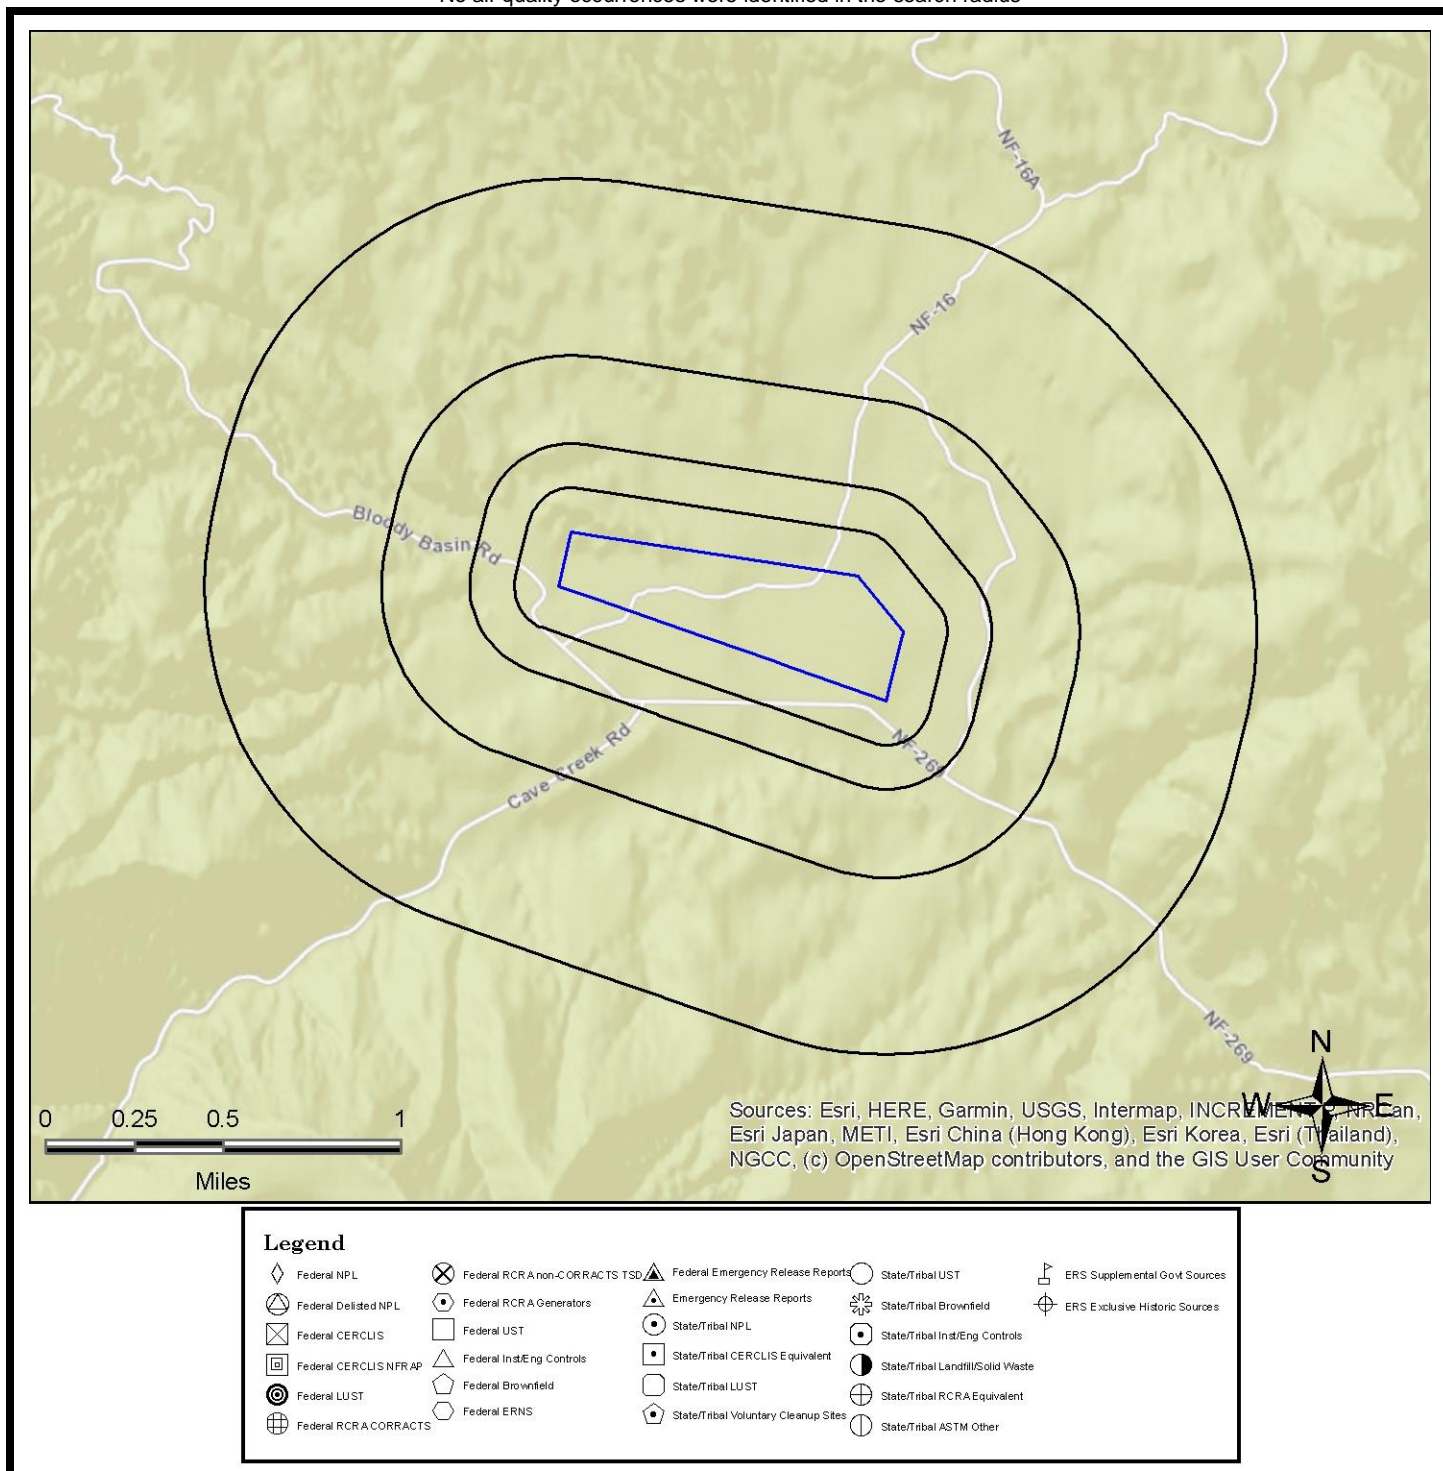 No air quality occurrences were identified in the search radius
NF-16A
NF-16
Bloody Basin Rd
Cave Creek Rd
NF-269
NF-269
N
W
E
S
0 0.25 0.5 1
Miles
Sources: Esri, HERE, Garmin, USGS, Intermap, INCREMENT
Esri Japan, METI, Esri China (Hong Kong), Esri Korea, Esri (Thailand),
NGCC, (c) OpenStreetMap contributors, and the GIS User Community
Legend
Federal NPL
Federal Delisted NPL
Federal CERCLIS
Federal CERCLIS NFRAP
Federal LUST
Federal RCRA CORRACTS
Federal RCRA non-CORRACTS TSD
Federal RCRA Generators
Federal UST
Federal Inst/Eng Controls
Federal Brownfield
Federal ERNS
Federal Emergency Release Reports
Emergency Release Reports
State/Tribal NPL
State/Tribal CERCLIS Equivalent
State/Tribal LUST
State/Tribal Voluntary Cleanup Sites
State/Tribal UST
State/Tribal Brownfield
State/Tribal Inst/Eng Controls
State/Tribal Landfill/Solid Waste
State/Tribal RCRA Equivalent
State/Tribal ASTM Other
ERS Supplemental Govt Sources
ERS Exclusive Historic Sources